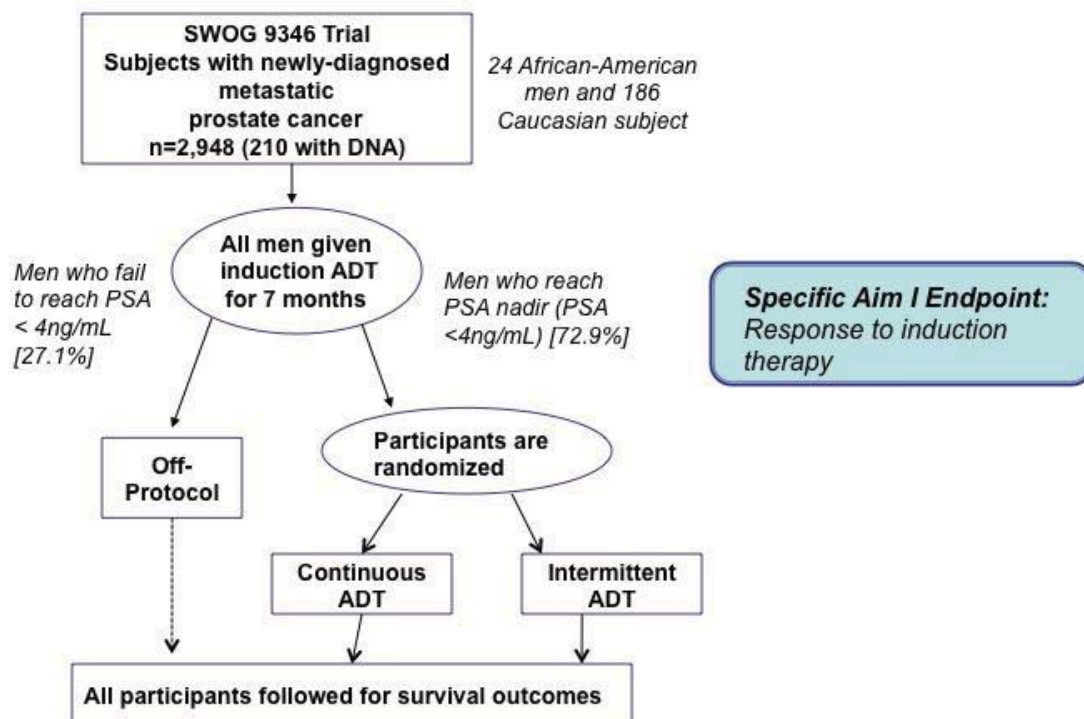 SWOG 9346 Trial
Subjects with newly-diagnosed
metastatic
prostate cancer
n=2,948 (210 with DNA)
24 African-American
men and 186
Caucasian subject
All men given
induction ADT
for 7 months
Men who fail
to reach PSA
< 4ng/mL
[27.1%]
Men who reach
PSA nadir (PSA
<4ng/mL) [72.9%]
Specific Aim I Endpoint:
Response to induction
therapy
Off-
Protocol
Participants are
randomized
Continuous
ADT
Intermittent
ADT
All participants followed for survival outcomes